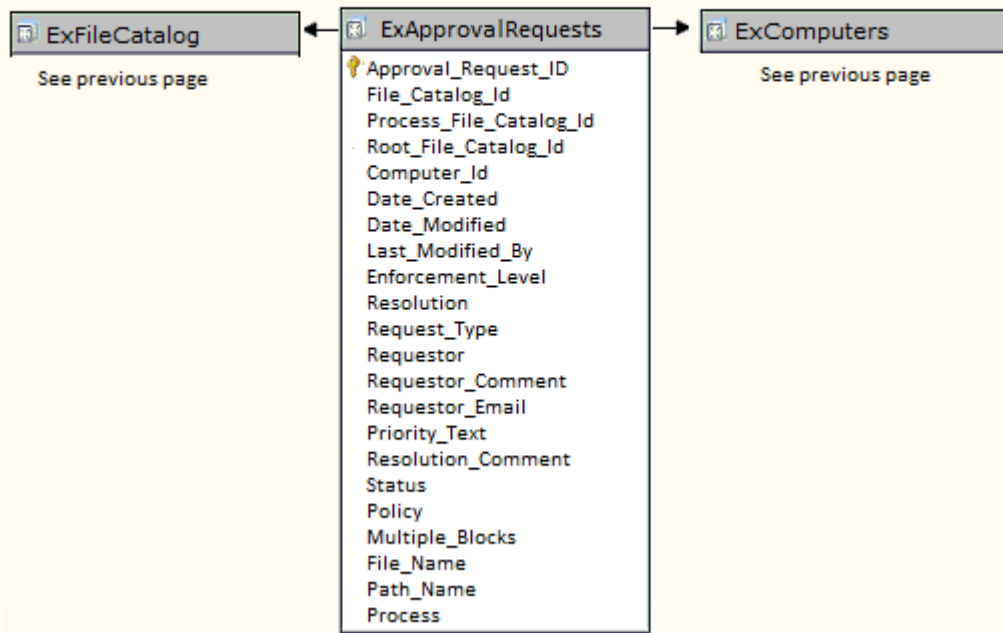 ExFileCatalog
See previous page
ExApprovalRequests
Approval_Request_ID
File_Catalog_Id
Process_File_Catalog_Id
Root_File_Catalog_Id
Computer_Id
Date_Created
Date_Modified
Last_Modified_By
Enforcement_Level
Resolution
Request_Type
Requestor
Requestor_Comment
Requestor_Email
Priority_Text
Resolution_Comment
Status
Policy
Multiple_Blocks
File_Name
Path_Name
Process
ExComputers
See previous page